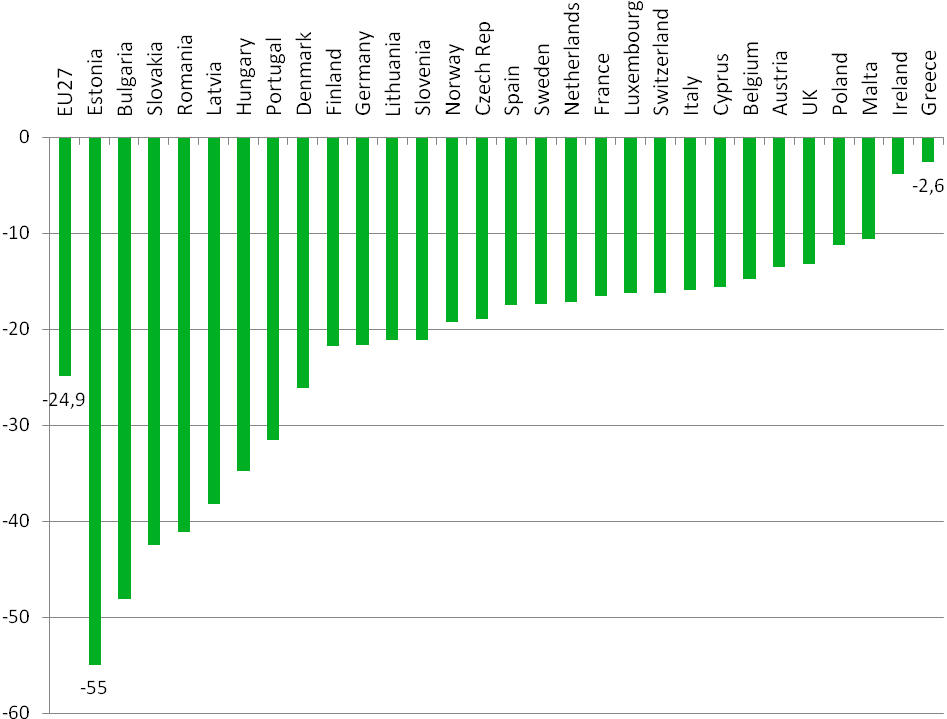 EU27
Estonia
Bulgaria
Slovakia
Romania
Latvia
Hungary
Portugal
Denmark
Finland
Germany
Lithuania
Slovenia
Norway
Czech Rep
Spain
Sweden
Netherlands
France
Luxembourg
Switzerland
Italy
Cyprus
Belgium
Austria
UK
Poland
Malta
Ireland
Greece
0
-2,6
-10
-20
-24,9
-30
-40
-50
-55
-60